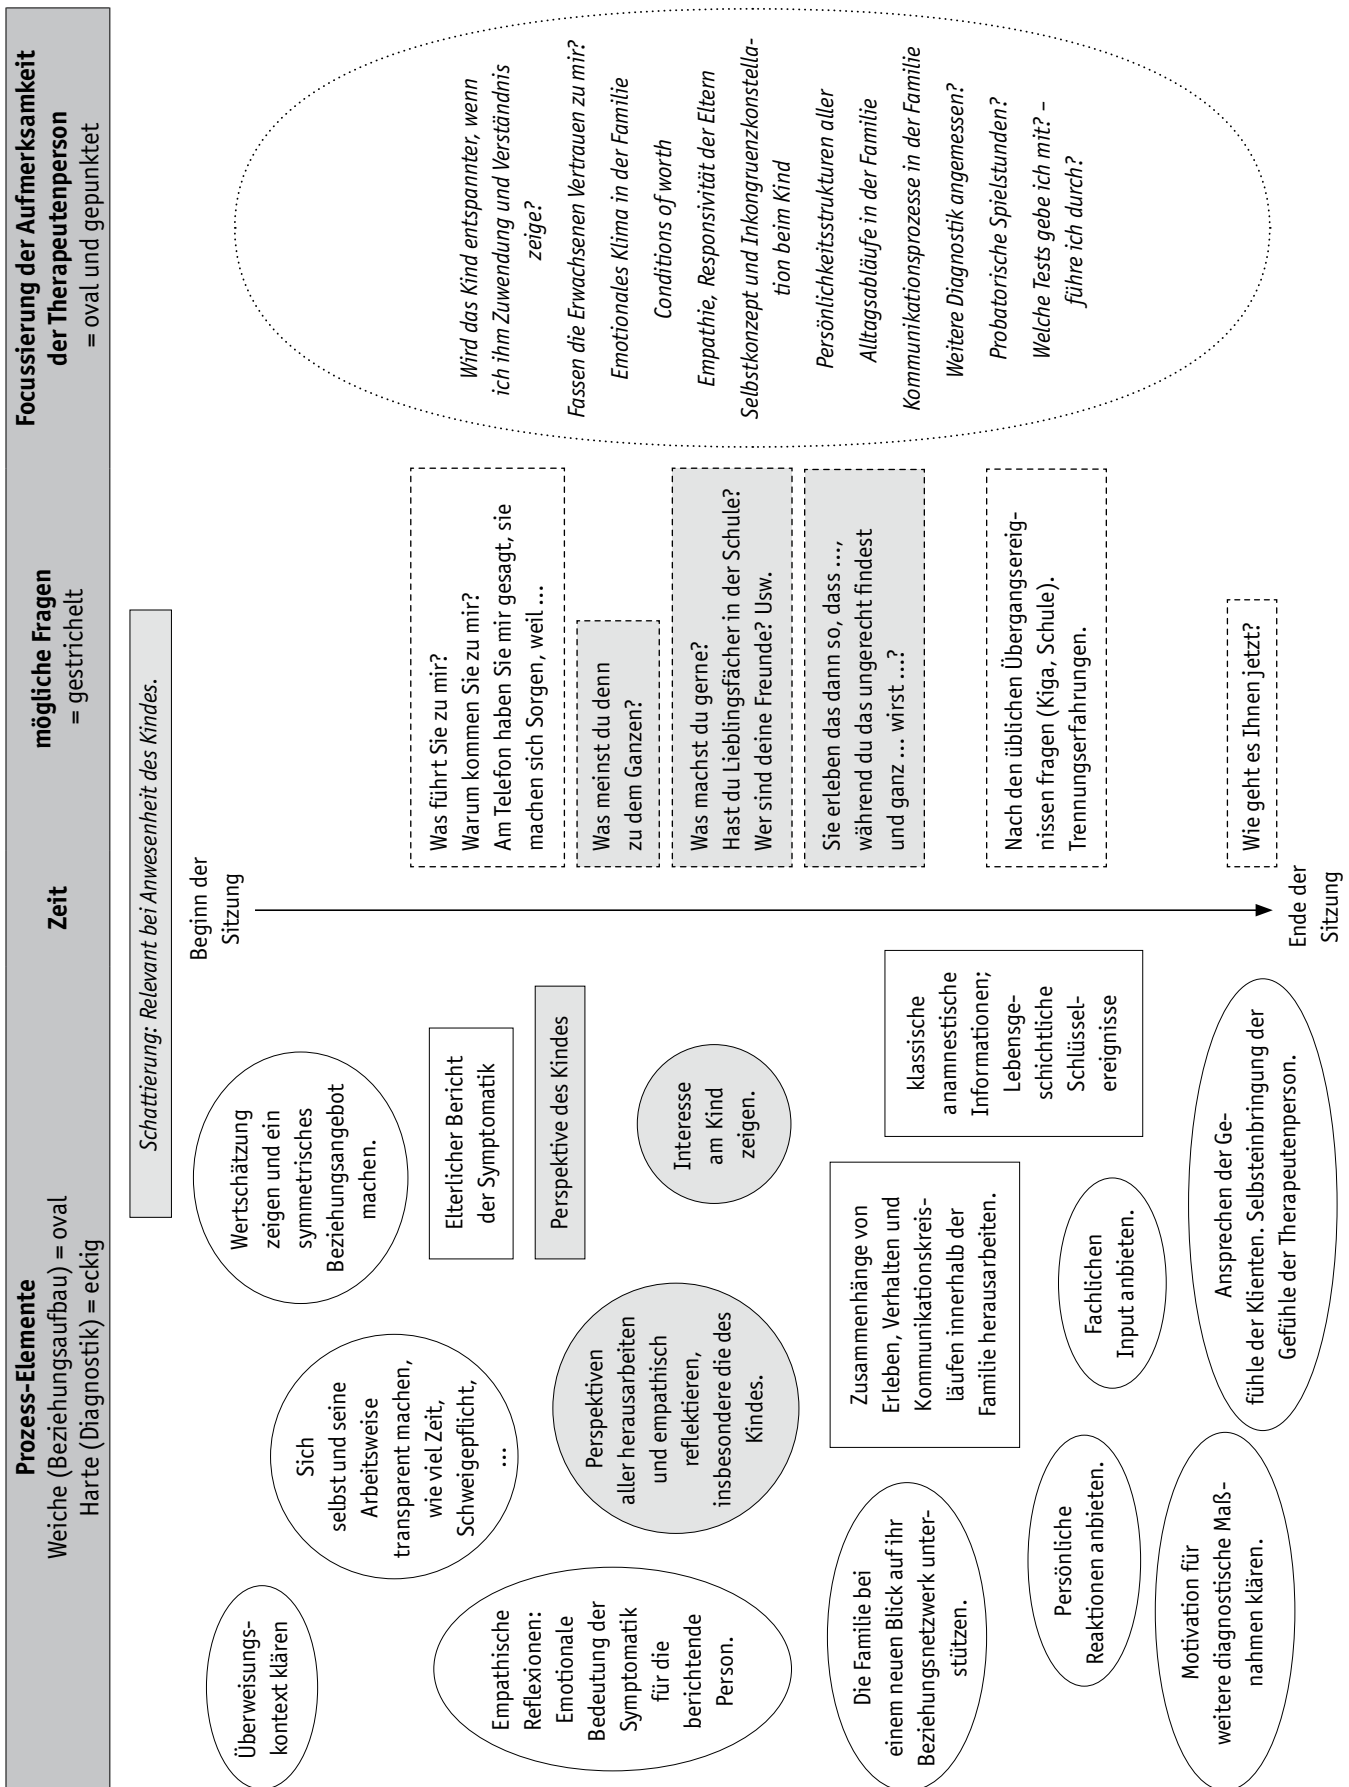 Prozess-Elemente
Weiche (Beziehungsaufbau) = oval
Harte (Diagnostik) = eckig
Zeit
mögliche Fragen
= gestrichelt
Focussierung der Aufmerksamkeit
der Therapeutenperson
= oval und gepunktet
Schattierung: Relevant bei Anwesenheit des Kindes.
Überweisungs-
kontext klären
Sich
selbst und seine
Arbeitsweise
transparent machen,
wie viel Zeit,
Schweigepflicht,
...
Wertschätzung
zeigen und ein
symmetrisches
Beziehungsangebot
machen.
Empathische
Reflexionen:
Emotionale
Bedeutung der
Symptomatik
für die
berichtende
Person.
Elterlicher Bericht
der Symptomatik
Perspektive des Kindes
Perspektiven
aller herausarbeiten
und empathisch
reflektieren,
insbesondere die des
Kindes.
Interesse
am Kind
zeigen.
Die Familie bei
einem neuen Blick auf ihr
Beziehungsnetzwerk unter-
stützen.
Zusammenhänge von
Erleben, Verhalten und
Kommunikationskreis-
läufen innerhalb der
Familie herausarbeiten.
klassische
anamnestische
Informationen;
Lebensge-
schichtliche
Schlüssel-
ereignisse
Persönliche
Reaktionen anbieten.
Fachlichen
Input anbieten.
Motivation für
weitere diagnostische Maß-
nahmen klären.
Ansprechen der Ge-
fühle der Klienten. Selbsteinbringung der
Gefühle der Therapeutenperson.
Beginn der
Sitzung
Ende der
Sitzung
Was führt Sie zu mir?
Warum kommen Sie zu mir?
Am Telefon haben Sie mir gesagt, sie
machen sich Sorgen, weil ...
Was meinst du denn
zu dem Ganzen?
Was machst du gerne?
Hast du Lieblingsfächer in der Schule?
Wer sind deine Freunde? Usw.
Sie erleben das dann so, dass ...,
während du das ungerecht findest
und ganz ... wirst ...?
Nach den üblichen Übergangsereig-
nissen fragen (Kiga, Schule).
Trennungserfahrungen.
Wie geht es Ihnen jetzt?
Wird das Kind entspannter, wenn
ich ihm Zuwendung und Verständnis
zeige?
Fassen die Erwachsenen Vertrauen zu mir?
Emotionales Klima in der Familie
Conditions of worth
Empathie, Responsivität der Eltern
Selbstkonzept und Inkongruenzkonstella-
tion beim Kind
Persönlichkeitsstrukturen aller
Alltagsabläufe in der Familie
Kommunikationsprozesse in der Familie
Weitere Diagnostik angemessen?
Probatorische Spielstunden?
Welche Tests gebe ich mit? –
führe ich durch?